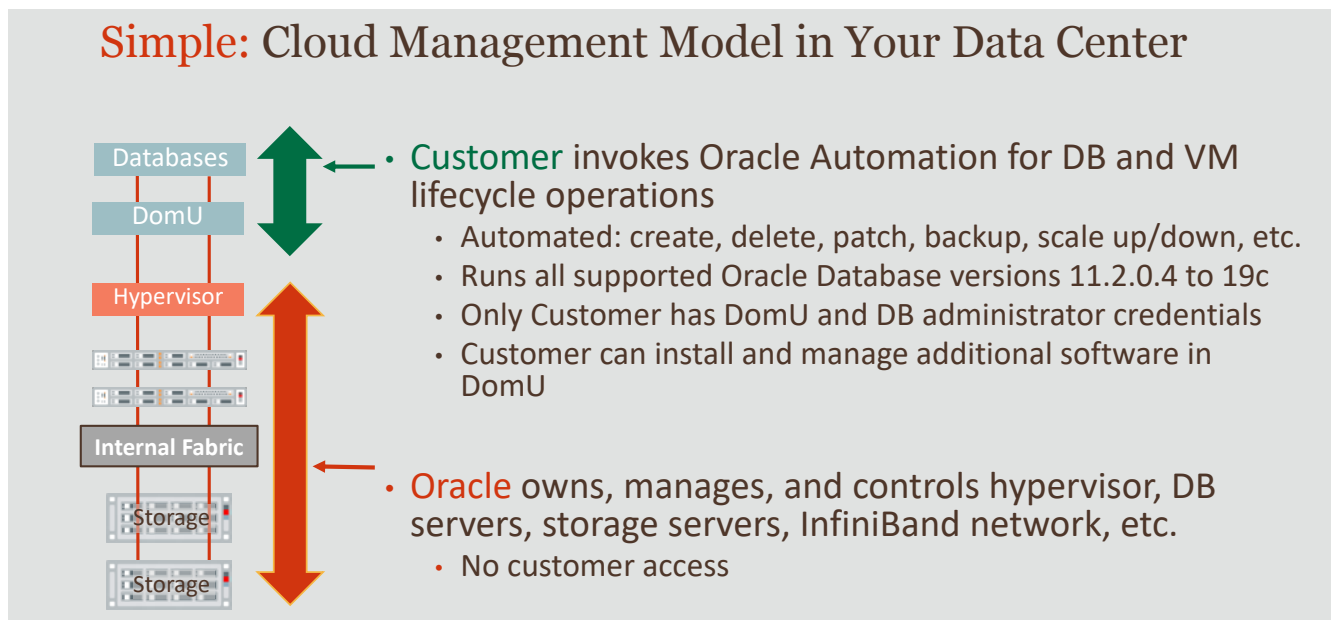 Simple: Cloud Management Model in Your Data Center
Databases
DomU
Hypervisor
Internal Fabric
Storage
Storage
• Customer invokes Oracle Automation for DB and VM
lifecycle operations
• Automated: create, delete, patch, backup, scale up/down, etc.
• Runs all supported Oracle Database versions 11.2.0.4 to 19c
• Only Customer has DomU and DB administrator credentials
• Customer can install and manage additional software in
DomU
• Oracle owns, manages, and controls hypervisor, DB
servers, storage servers, InfiniBand network, etc.
• No customer access